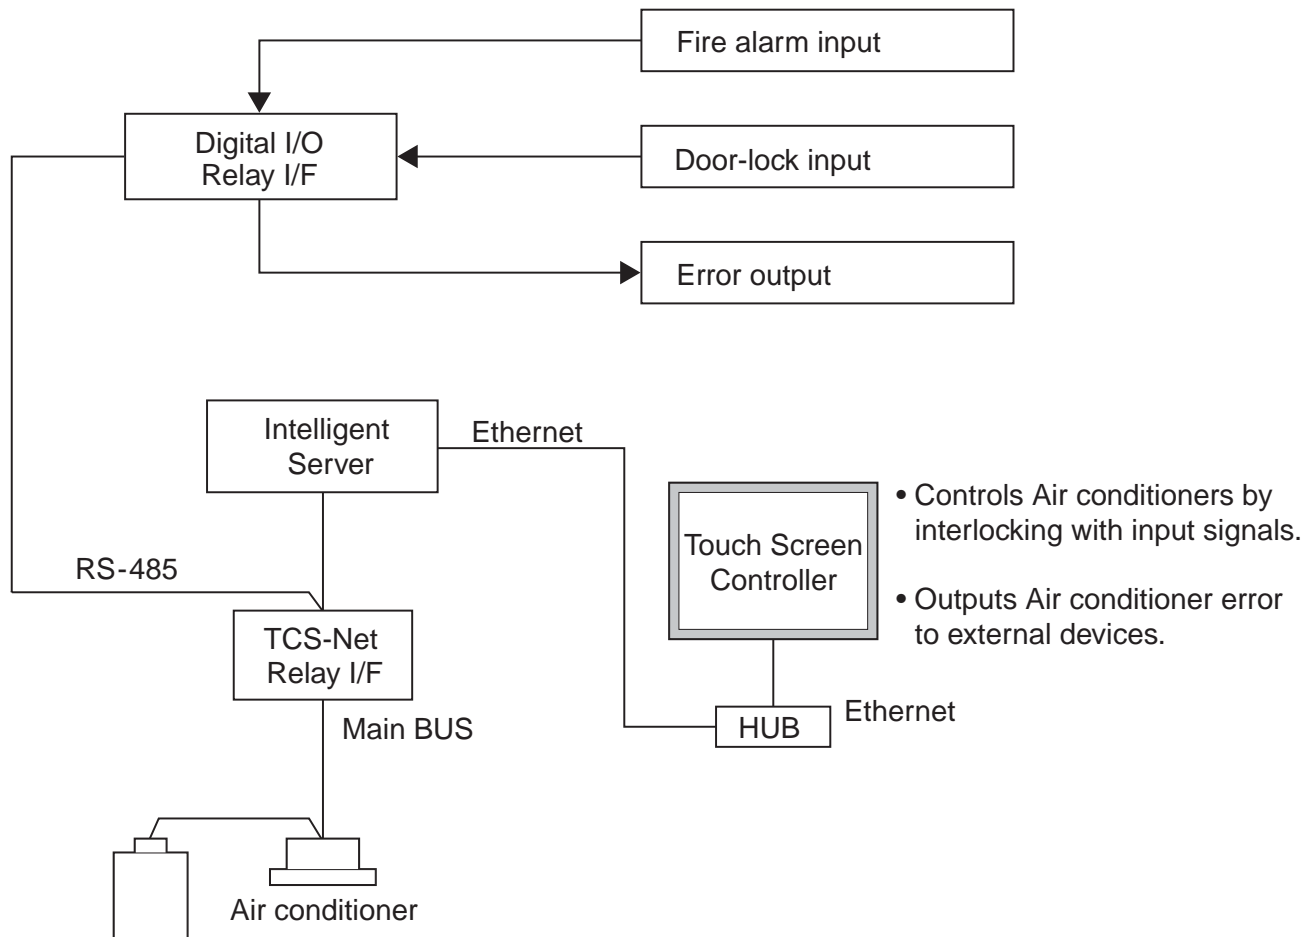 Fire alarm input
Digital I/O
Relay I/F
Door-lock input
Error output
Intelligent
Server
Ethernet
RS-485
Touch Screen
Controller
• Controls Air conditioners by
interlocking with input signals.
• Outputs Air conditioner error
to external devices.
TCS-Net
Relay I/F
Main BUS
HUB
Ethernet
Air conditioner